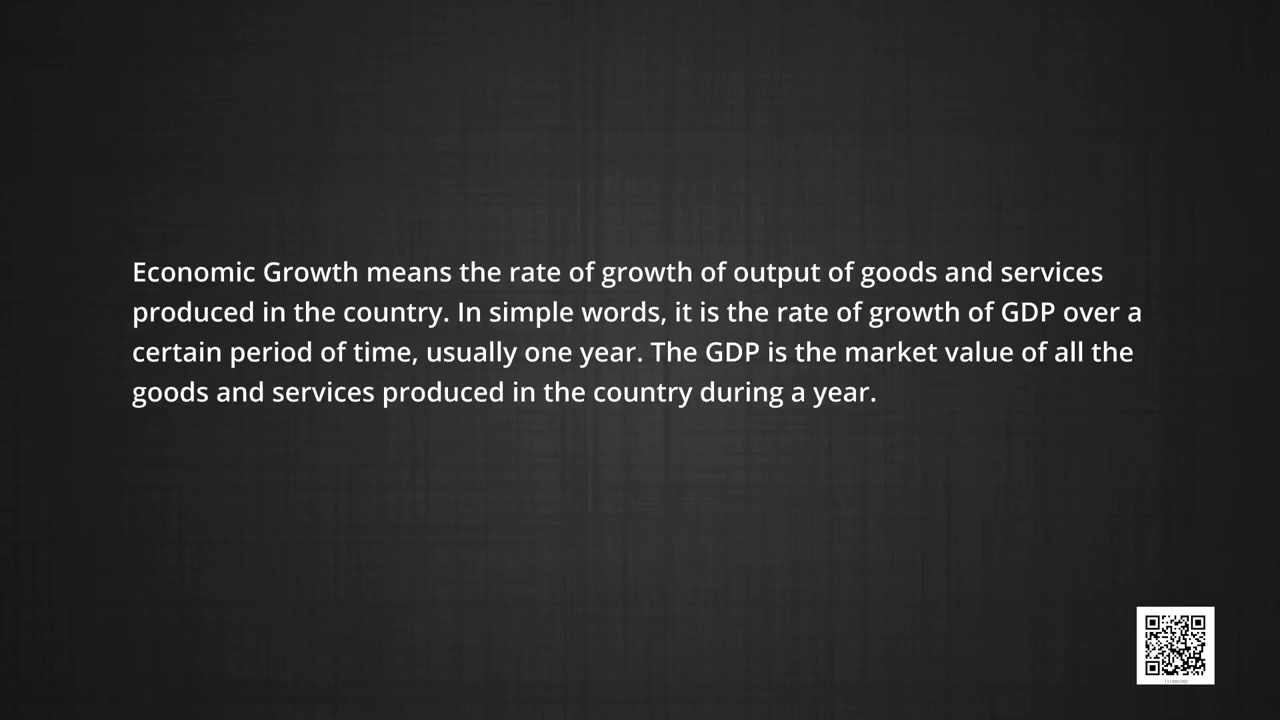 Economic Growth means the rate of growth of output of goods and services
produced in the country. In simple words, it is the rate of growth of GDP over a
certain period of time, usually one year. The GDP is the market value of all the
goods and services produced in the country during a year.